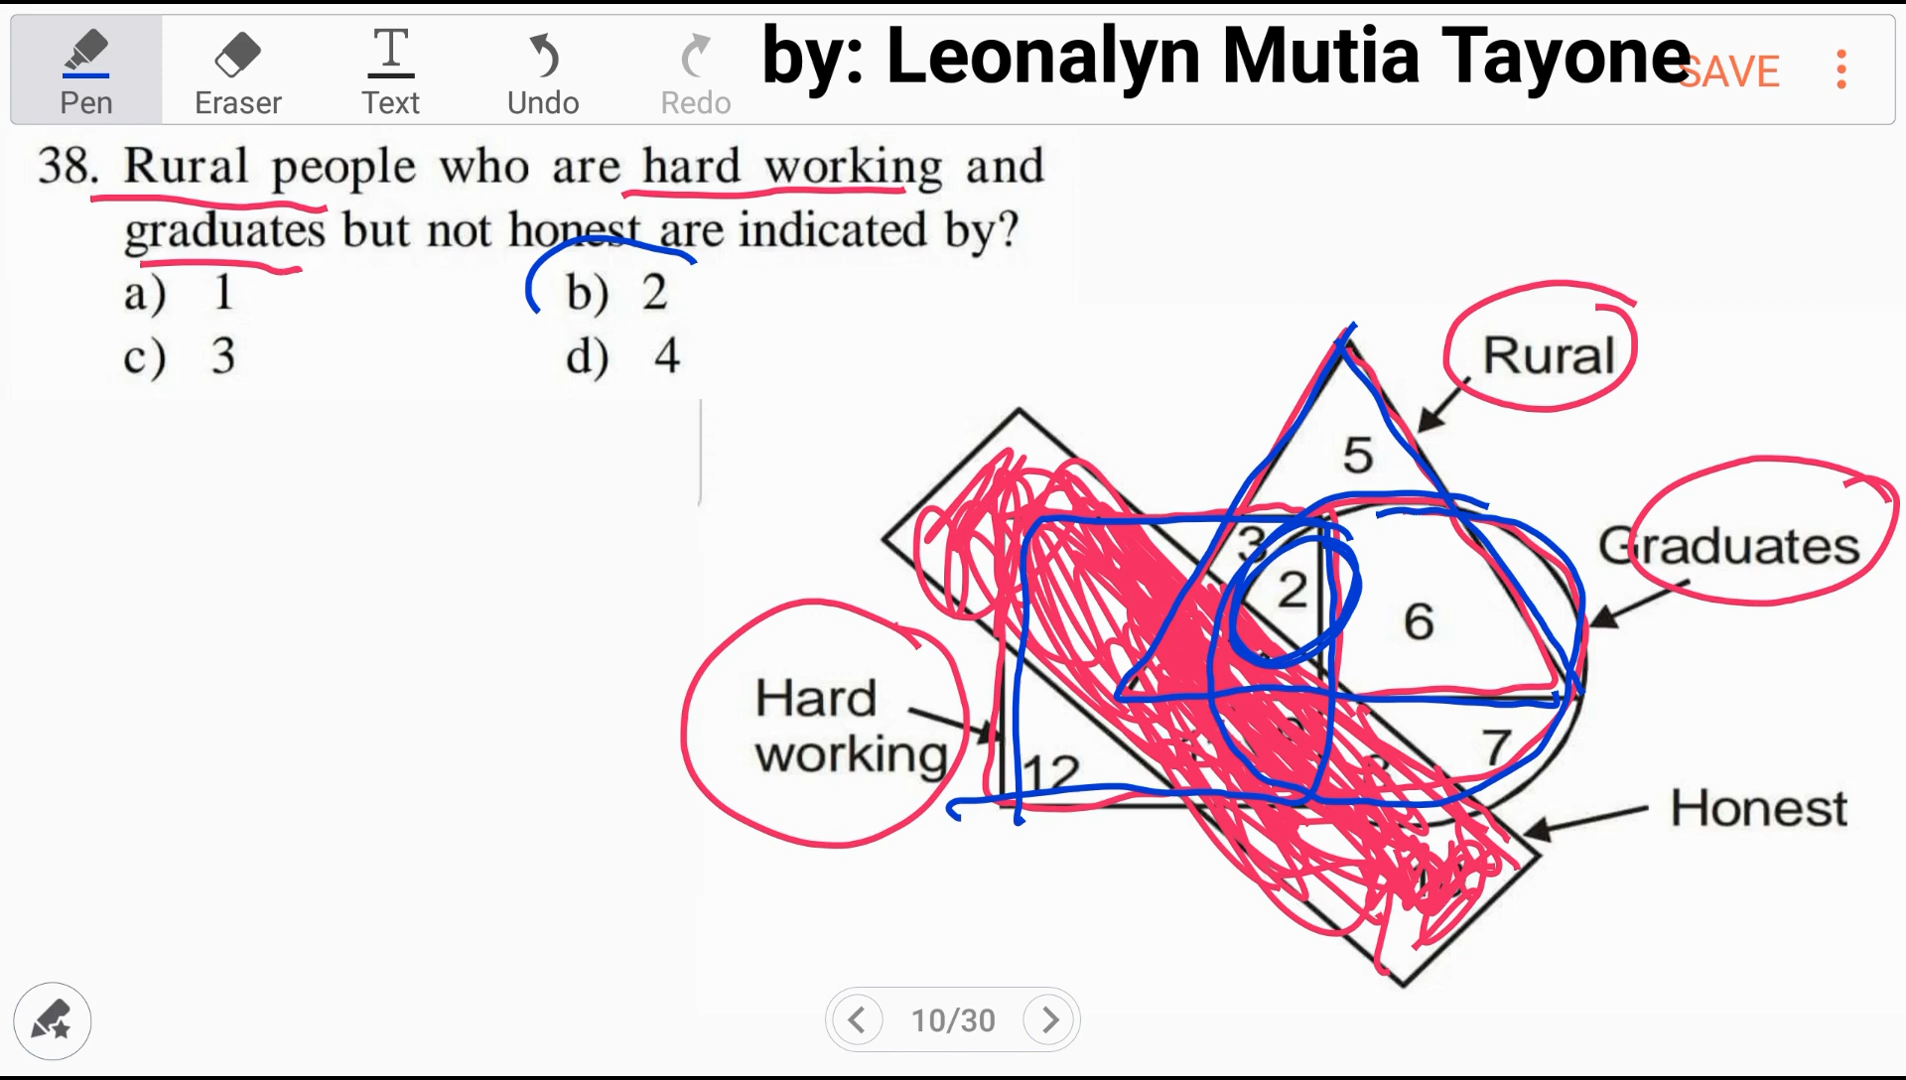 by: Leonalyn Mutia Tayone
SAVE
Pen
Eraser
Text
Undo
Redo
38. Rural people who are hard working and
graduates but not honest are indicated by?
a) 1
b) 2
c) 3
d) 4
Rural
5
Graduates
3
2
6
Hard
working
12
7
Honest
10/30